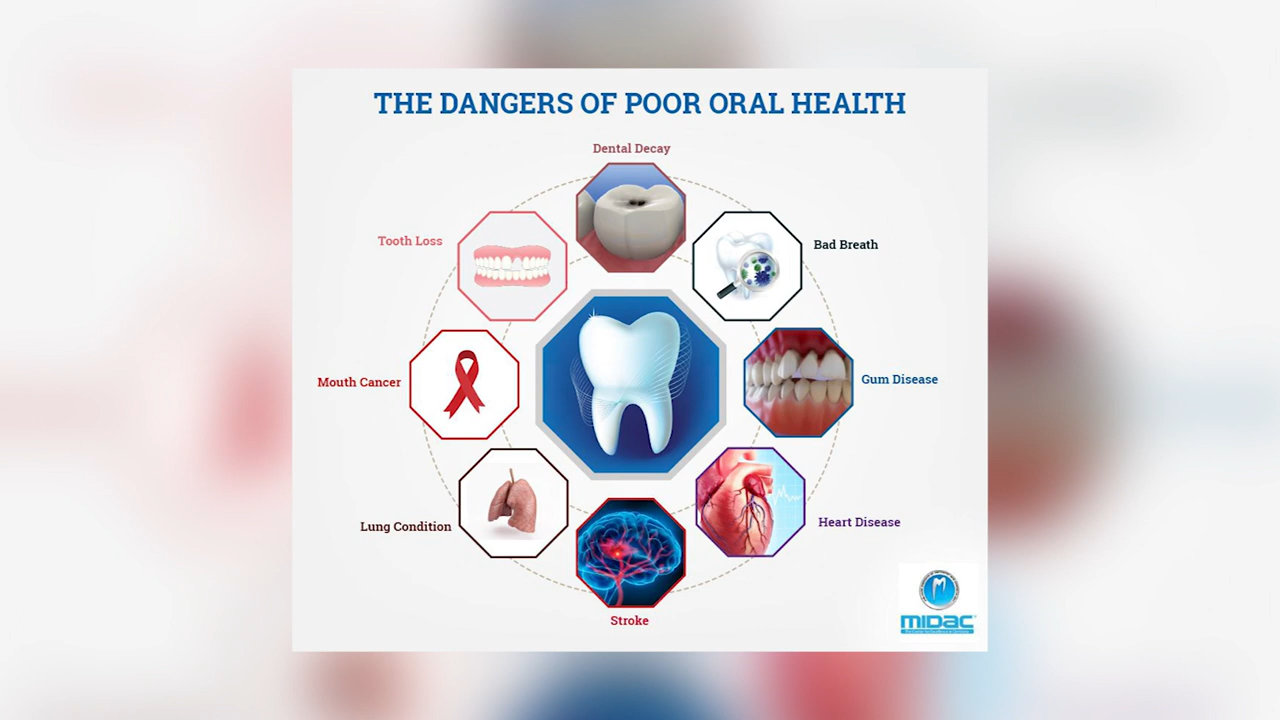 THE DANGERS OF POOR ORAL HEALTH
Dental Decay
Tooth Loss
Bad Breath
Mouth Cancer
Gum Disease
Lung Condition
Heart Disease
Stroke
MIDAC